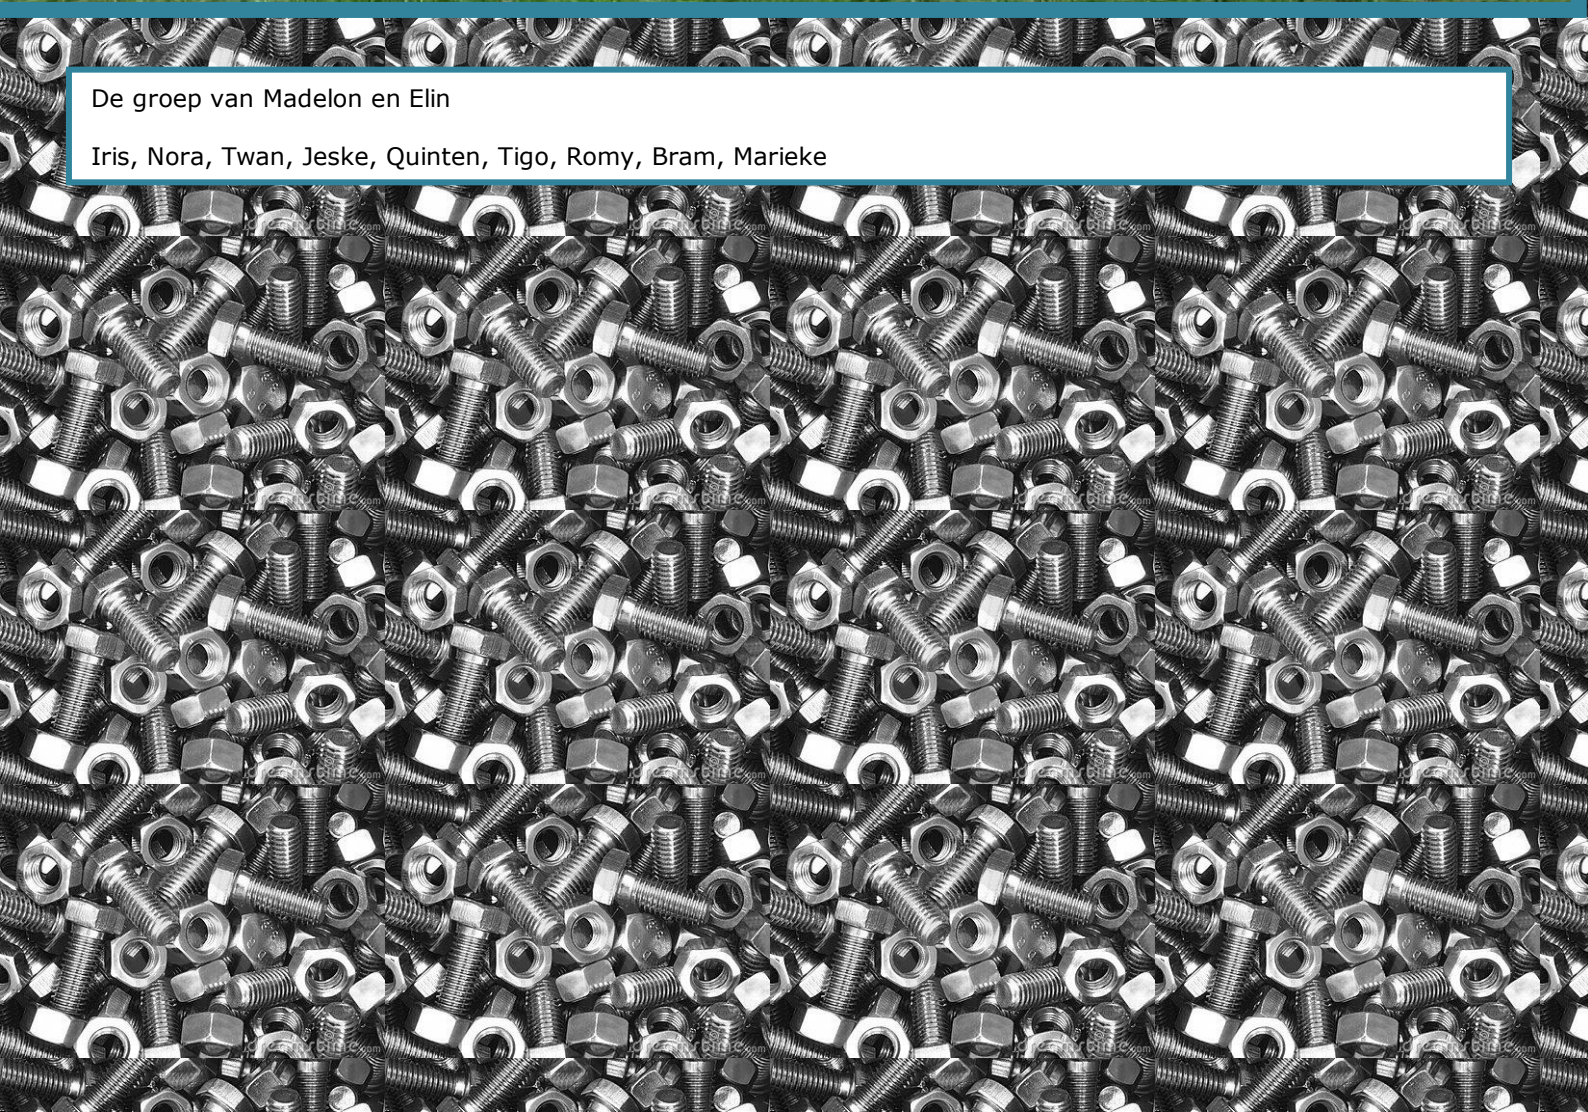 De groep van Madelon en Elin
Iris, Nora, Twan, Jeske, Quinten, Tigo, Romy, Bram, Marieke